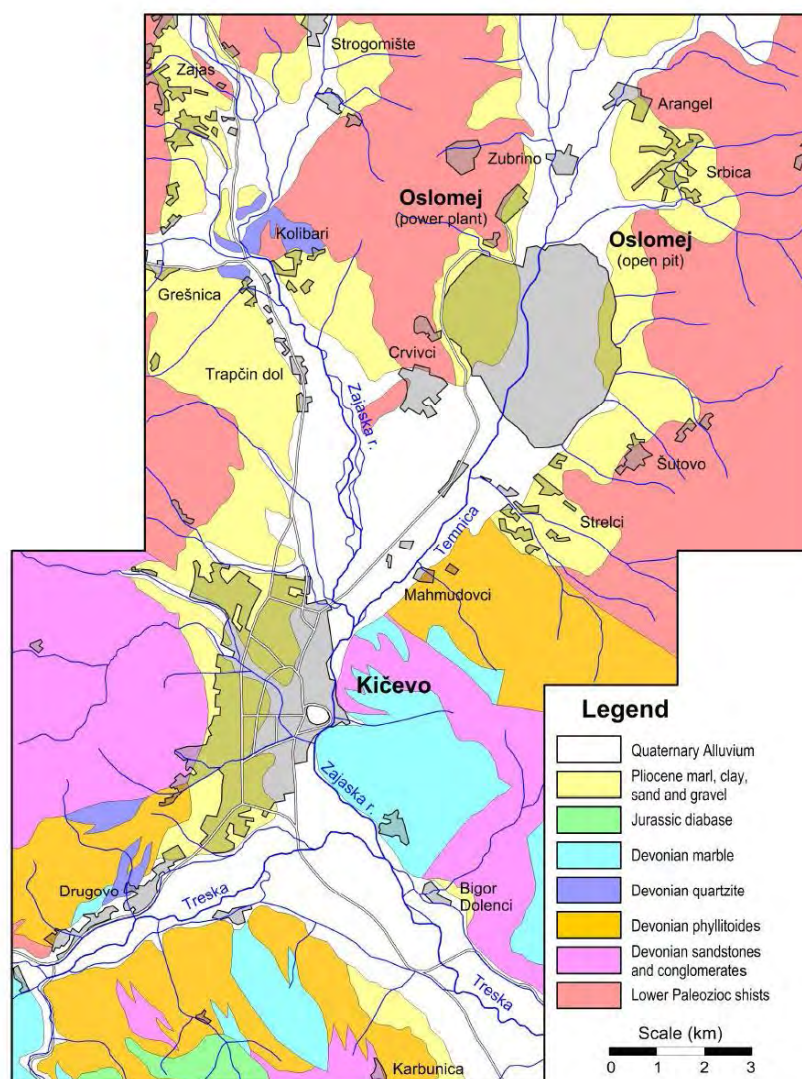 Strogomište
Zajas
Arangel
Zubrino
Srbica
Oslomej
(power plant)
Kolibari
Oslomej
(open pit)
Grešnica
Crvivci
Trapčin dol
Zajaska r.
Šutovo
Strelci
Temnica
Mahmudovci
Kičevo
Zajaska r.
Drugovo
Treska
Bigor
Dolenci
Treska
Karbunica
Legend
Quaternary Alluvium
Pliocene marl, clay,
sand and gravel
Jurassic diabase
Devonian marble
Devonian quartzite
Devonian phyllitoides
Devonian sandstones
and conglomerates
Lower Paleozioc shists
Scale (km)
0 1 2 3